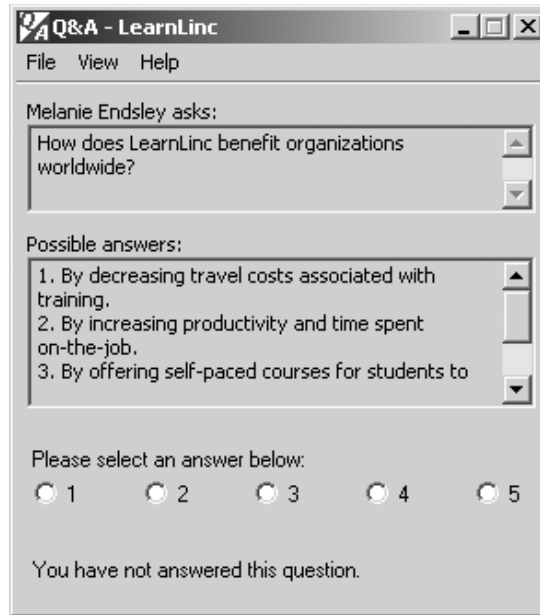 Q&A - LearnLinc
File View Help
Melanie Endsley asks:
How does LearnLinc benefit organizations
worldwide?
Possible answers:
1. By decreasing travel costs associated with
training.
2. By increasing productivity and time spent
on-the-job.
3. By offering self-paced courses for students to
Please select an answer below:
1 2 3 4 5
You have not answered this question.